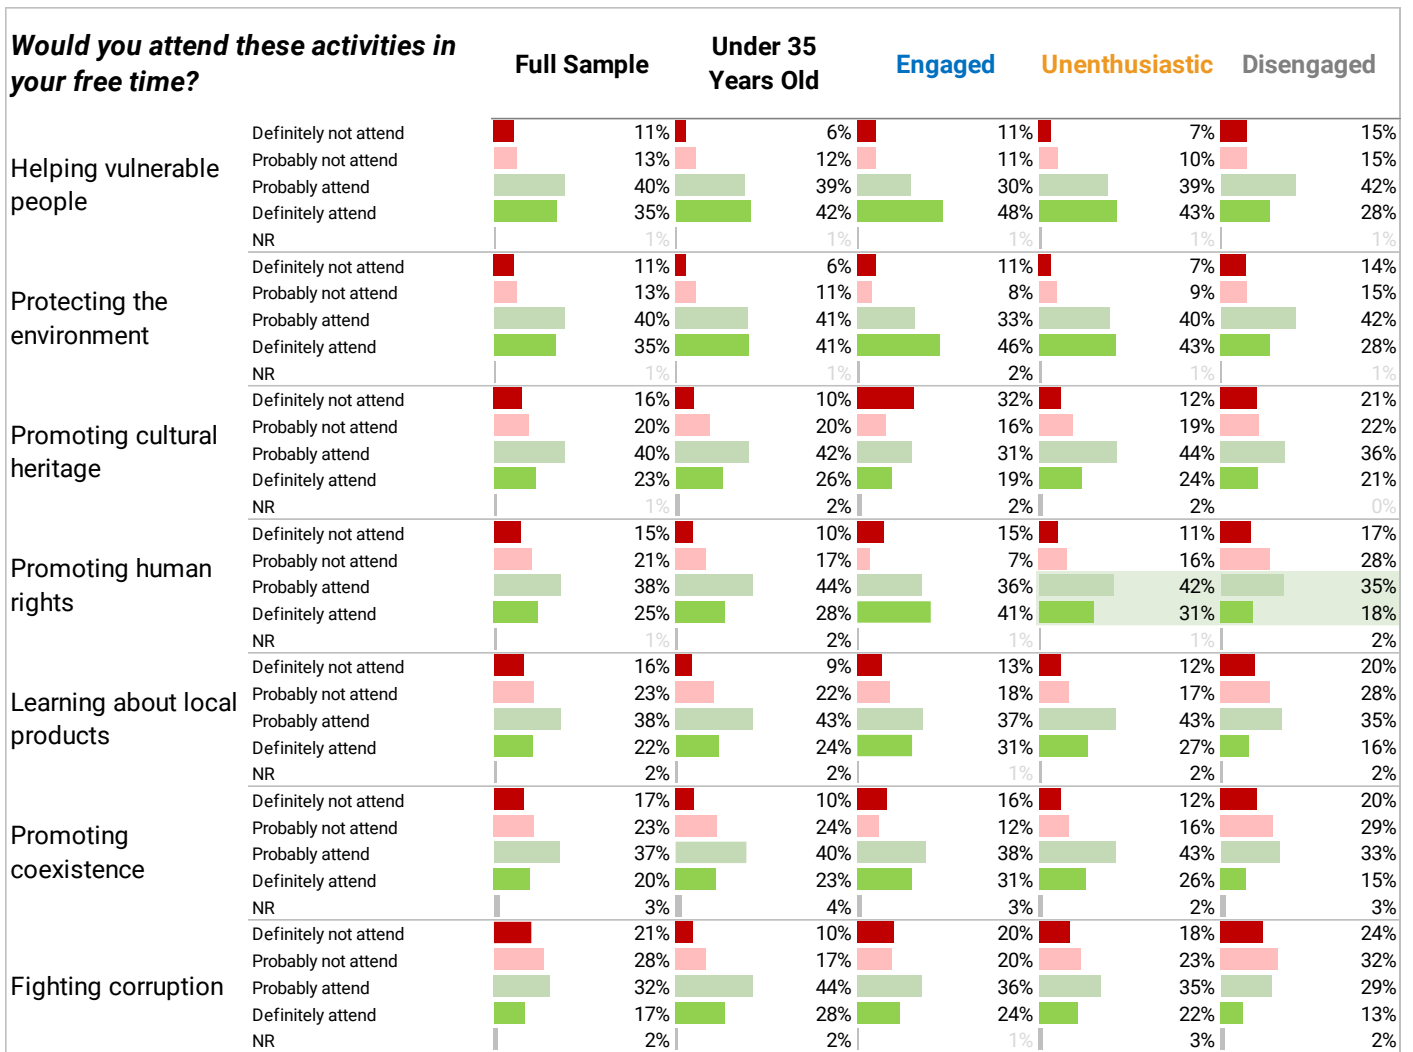 Would you attend these activities in
your free time?
Full Sample
Under 35
Years Old
Engaged
Unenthusiastic
Disengaged
Helping vulnerable
people
Definitely not attend 11% 6% 11% 7% 15%
Probably not attend 13% 12% 11% 10% 15%
Probably attend 40% 39% 30% 39% 42%
Definitely attend 35% 42% 48% 43% 28%
NR 1% 1% 1% 1% 1%
Protecting the
environment
Definitely not attend 11% 6% 11% 7% 14%
Probably not attend 13% 11% 8% 9% 15%
Probably attend 40% 41% 33% 40% 42%
Definitely attend 35% 41% 46% 43% 28%
NR 1% 1% 2% 1% 1%
Promoting cultural
heritage
Definitely not attend 16% 10% 32% 12% 21%
Probably not attend 20% 20% 16% 19% 22%
Probably attend 40% 42% 31% 44% 36%
Definitely attend 23% 26% 19% 24% 21%
NR 1% 2% 2% 2% 0%
Promoting human
rights
Definitely not attend 15% 10% 15% 11% 17%
Probably not attend 21% 17% 7% 16% 28%
Probably attend 38% 44% 36% 42% 35%
Definitely attend 25% 28% 41% 31% 18%
NR 1% 2% 1% 1% 2%
Learning about local
products
Definitely not attend 16% 9% 13% 12% 20%
Probably not attend 23% 22% 18% 17% 28%
Probably attend 38% 43% 37% 43% 35%
Definitely attend 22% 24% 31% 27% 16%
NR 2% 2% 1% 2% 2%
Promoting
coexistence
Definitely not attend 17% 10% 16% 12% 20%
Probably not attend 23% 24% 12% 16% 29%
Probably attend 37% 40% 38% 43% 33%
Definitely attend 20% 23% 31% 26% 15%
NR 3% 4% 3% 2% 3%
Fighting corruption
Definitely not attend 21% 10% 20% 18% 24%
Probably not attend 28% 17% 20% 23% 32%
Probably attend 32% 44% 36% 35% 29%
Definitely attend 17% 28% 24% 22% 13%
NR 2% 2% 1% 3% 2%